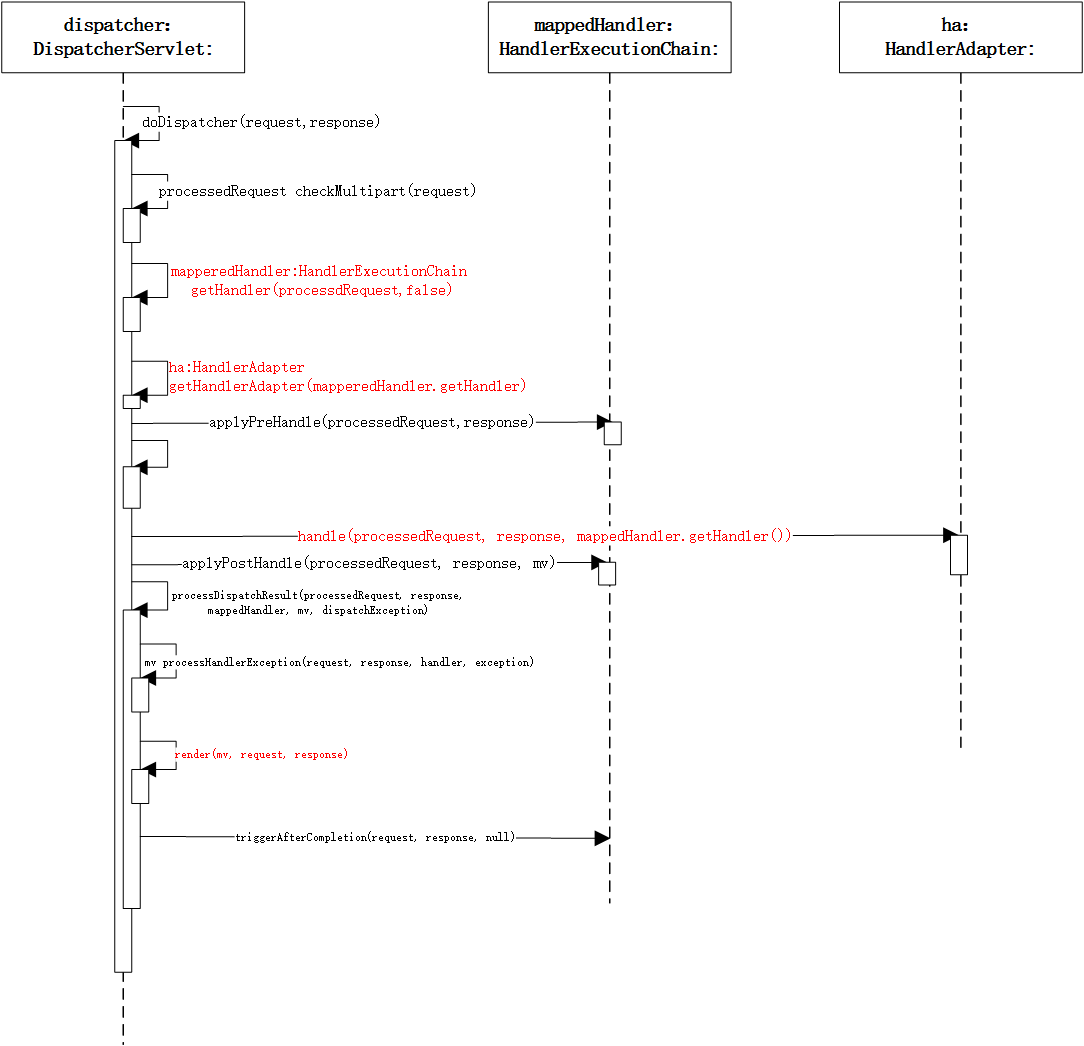 dispatcher:
DispatcherServlet:
mappedHandler:
HandlerExecutionChain:
ha:
HandlerAdapter:
doDispatcher(request,response)
processedRequest checkMultipart(request)
mapperedHandler:HandlerExecutionChain
getHandler(processdRequest,false)
ha:HandlerAdapter
getHandlerAdapter(mapperedHandler.getHandler)
applyPreHandle(processedRequest,response)
handle(processedRequest, response, mappedHandler.getHandler())
applyPostHandle(processedRequest, response, mv)
processDispatchResult(processedRequest, response,
mappedHandler, mv, dispatchException)
mv processHandlerException(request, response, handler, exception)
render(mv, request, response)
triggerAfterCompletion(request, response, null)